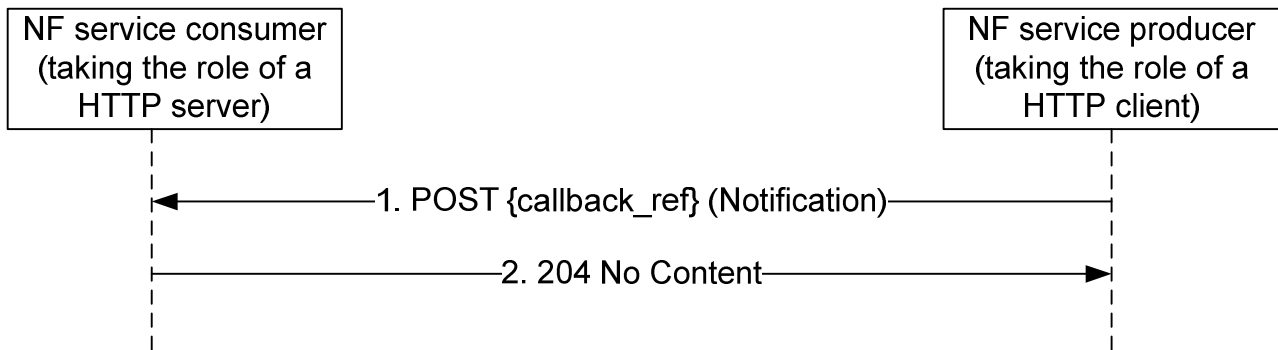 NF service consumer
(taking the role of a
HTTP server)
NF service producer
(taking the role of a
HTTP client)
1. POST {callback_ref} (Notification)
2. 204 No Content